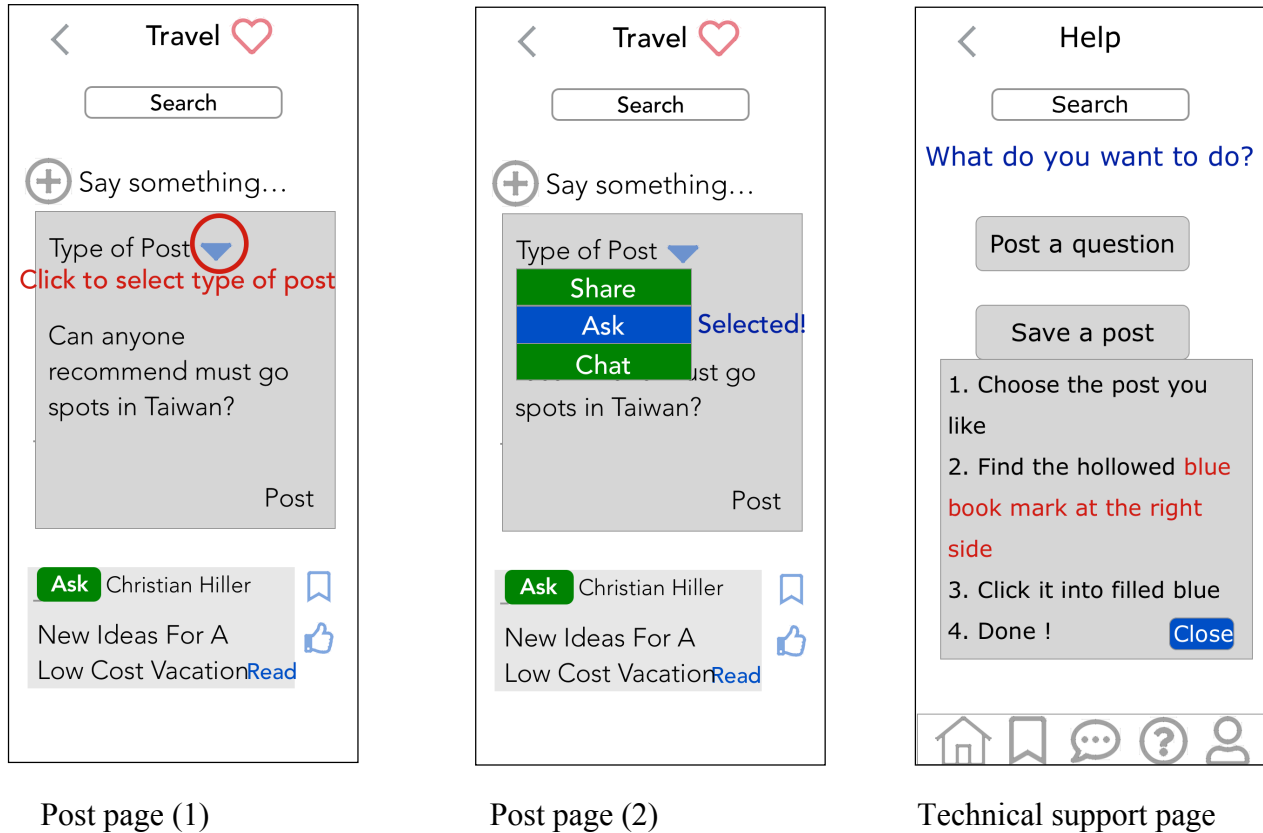 Travel
Search
Say something...
Type of Post
Click to select type of post
Can anyone
recommend must go
spots in Taiwan?
Post
Ask Christian Hiller
New Ideas For A
Low Cost Vacation Read
Post page (1)
Travel
Search
Say something...
Type of Post
Share
Ask Selected!
Chat
ust go
spots in Taiwan?
Post
Ask Christian Hiller
New Ideas For A
Low Cost Vacation Read
Post page (2)
Help
Search
What do you want to do?
Post a question
Save a post
1. Choose the post you
like
2. Find the hollowed blue
book mark at the right
side
3. Click it into filled blue
4. Done !
Close
Technical support page